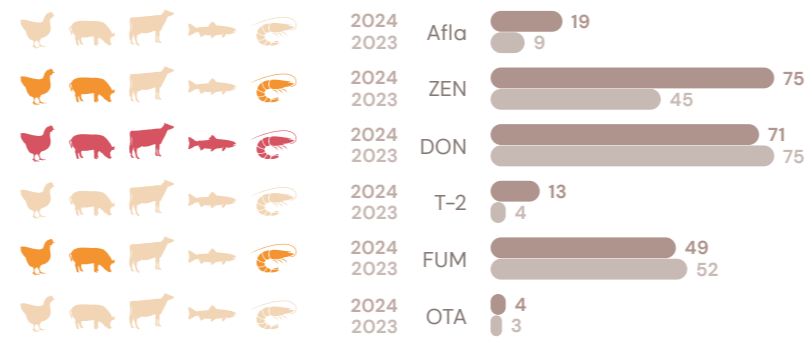 2024 Afla 19
2023 9
2024 ZEN 75
2023 45
2024 DON 71
2023 75
2024 T-2 13
2023 4
2024 FUM 49
2023 52
2024 OTA 4
2023 3